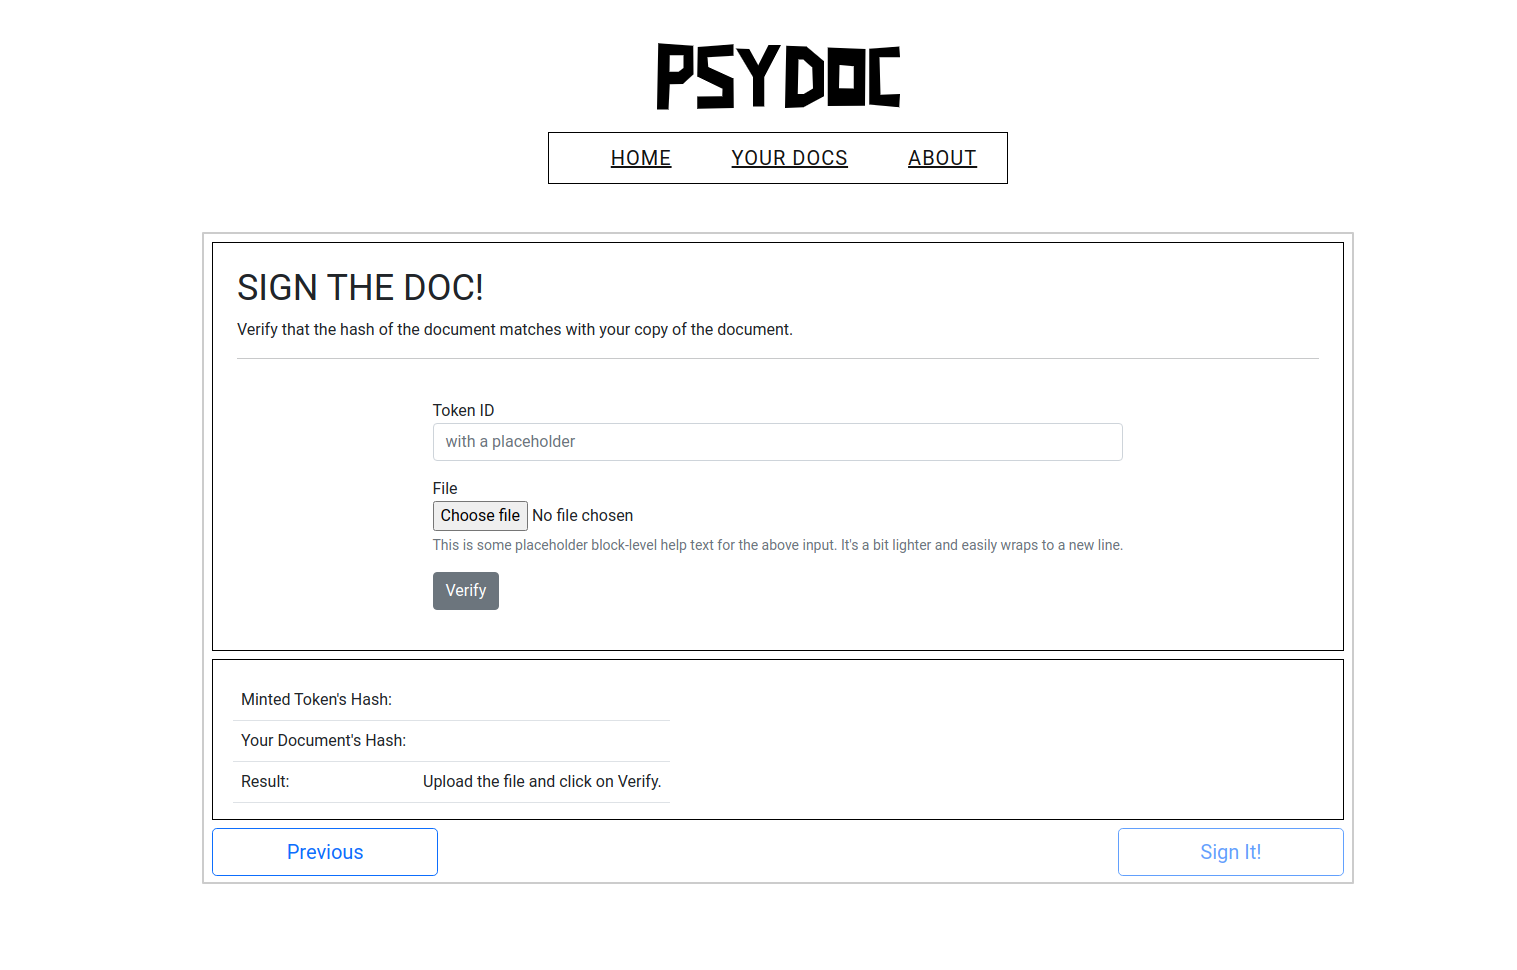 PSYDOC
HOME YOUR DOCS ABOUT
SIGN THE DOC!
Verify that the hash of the document matches with your copy of the document.
Token ID
with a placeholder
File
Choose file No file chosen
This is some placeholder block-level help text for the above input. It's a bit lighter and easily wraps to a new line.
Verify
Minted Token's Hash:
Your Document's Hash:
Result: Upload the file and click on Verify.
Previous Sign It!